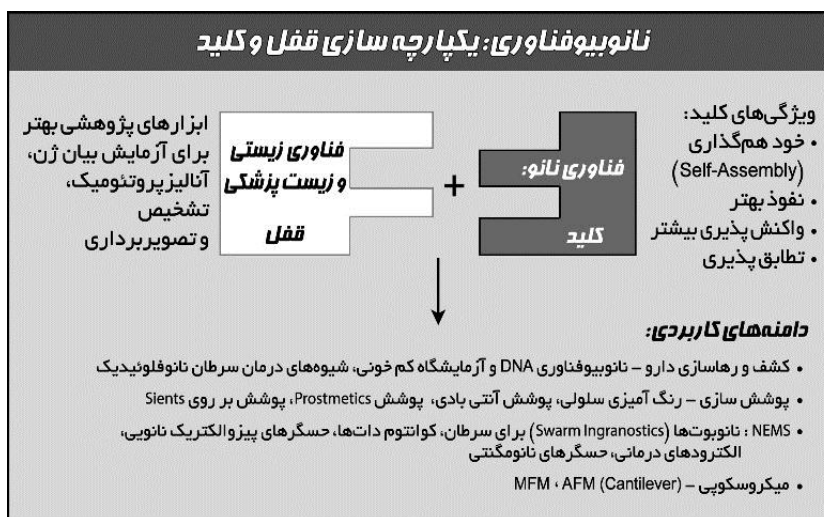 نانوبیوفناوری: یکپارچه سازی قفل و کلید
ویژگی‌های کلید:
• خود هم‌گذاری
(Self-Assembly)
• نفوذ بهتر
• واکنش پذیری بیشتر
• تطابق پذیری
فناوری نانو:
کلید
+
فناوری زیستی
و زیست پزشکی
قفل
ابزارهای پژوهشی بهتر
برای آزمایش بیان ژن،
آنالیز پروتئومیک،
تشخیص
و تصویربرداری
دامنه‌های کاربردی:
• کشف و رهاسازی دارو – نانوبیوفناوری DNA و آزمایشگاه کم خونی، شیوه‌های درمان سرطان نانوفلوئیدیک
• پوشش سازی – رنگ آمیزی سلولی، پوشش آنتی بادی، پوشش Prostmetics، پوشش بر روی Sients
• NEMS : نانوبوت‌ها (Swarm Ingranostics) برای سرطان، کوانتوم دات‌ها، حسگرهای پیزوالکتریک نانویی،
الکترودهای درمانی، حسگرهای نانومگنتی
• میکروسکوپی – MFM ، AFM (Cantilever)